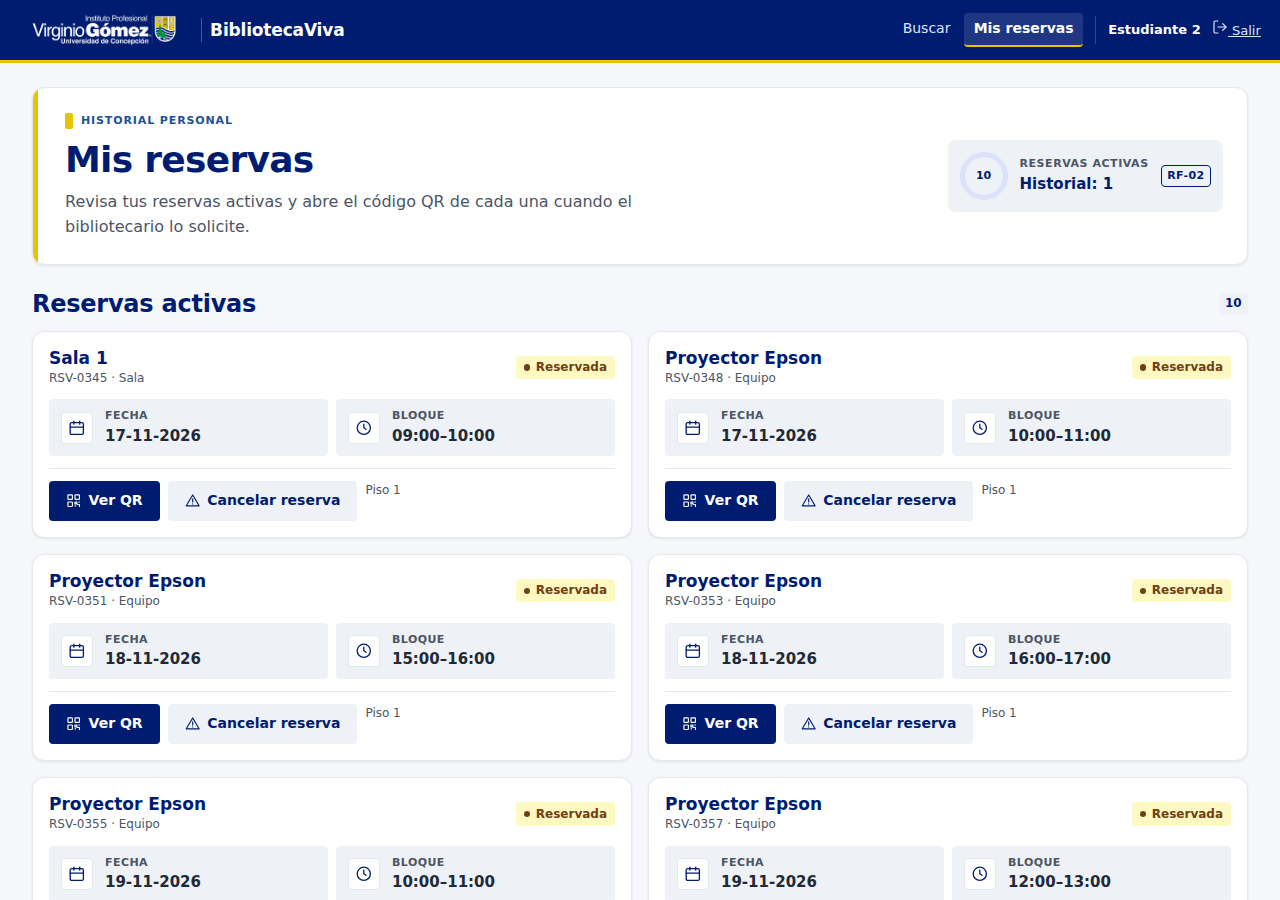 Instituto Profesional
VirginioGómez
Universidad de Concepción
BibliotecaViva
Buscar
Mis reservas
Estudiante 2
Salir
HISTORIAL PERSONAL
Mis reservas
Revisa tus reservas activas y abre el código QR de cada una cuando el
bibliotecario lo solicite.
10
RESERVAS ACTIVAS
Historial: 1
RF-02
Reservas activas
10
Sala 1
RSV-0345 · Sala
Reservada
FECHA
17-11-2026
BLOQUE
09:00–10:00
Ver QR
Cancelar reserva
Piso 1
Proyector Epson
RSV-0348 · Equipo
Reservada
FECHA
17-11-2026
BLOQUE
10:00–11:00
Ver QR
Cancelar reserva
Piso 1
Proyector Epson
RSV-0351 · Equipo
Reservada
FECHA
18-11-2026
BLOQUE
15:00–16:00
Ver QR
Cancelar reserva
Piso 1
Proyector Epson
RSV-0353 · Equipo
Reservada
FECHA
18-11-2026
BLOQUE
16:00–17:00
Ver QR
Cancelar reserva
Piso 1
Proyector Epson
RSV-0355 · Equipo
Reservada
FECHA
19-11-2026
BLOQUE
10:00–11:00
Proyector Epson
RSV-0357 · Equipo
Reservada
FECHA
19-11-2026
BLOQUE
12:00–13:00